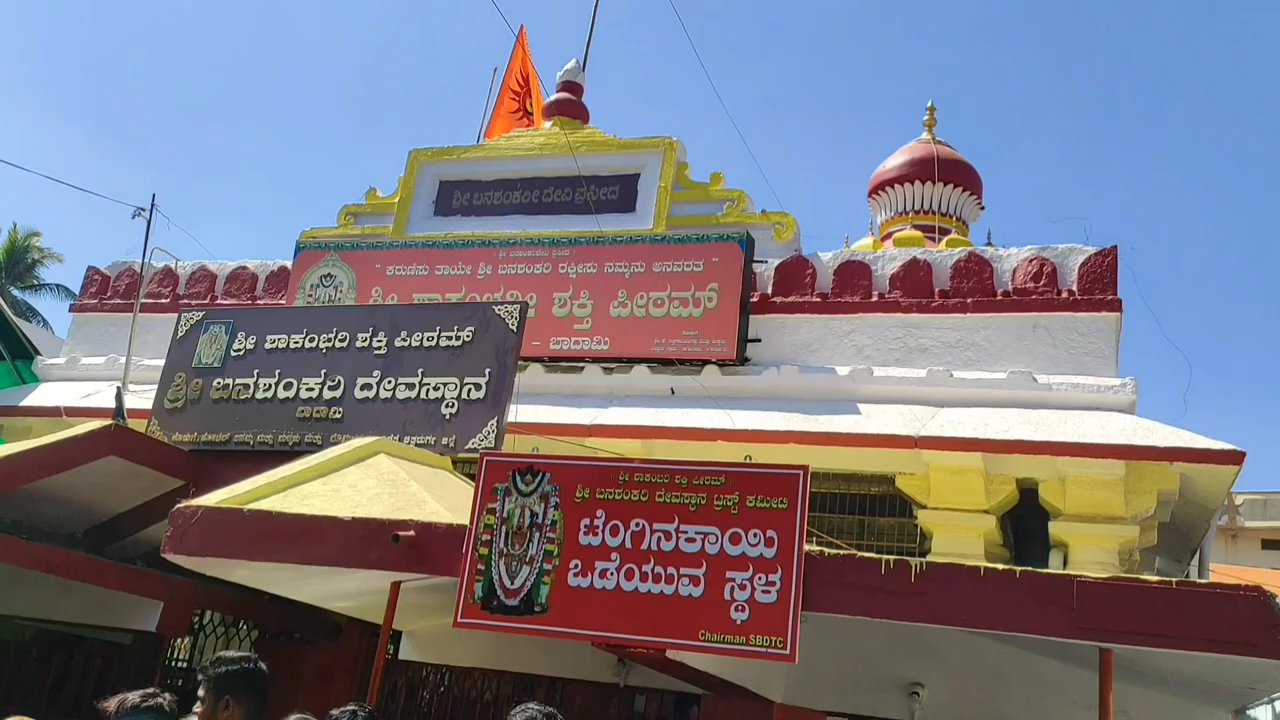 ಶ್ರೀ ಬನಶಂಕರೀ ದೇವಿ ಪ್ರಸೀದ
" ಕರುಣಿಸು ತಾಯೇ ಶ್ರೀ ಬನಶಂಕರಿ ರಕ್ಷೀಸು ನಮ್ಮನು ಅನವರತ "
ಶ್ರೀ ಶಾಕಂಭರೀ ಶಕ್ತಿ ಪೀಠಮ್
- ಬಾದಾಮಿ
ಶ್ರೀ ಶಾಕಂಭರಿ ಶಕ್ತಿ ಪೀಠಮ್
ಶ್ರೀ ಬನಶಂಕರಿ ದೇವಸ್ಥಾನ
ಬಾದಾಮಿ
ಶ್ರೀ ಶಾಕಂಬರಿ ಶಕ್ತಿ ಪೀಠಮ್
ಶ್ರೀ ಬನಶಂಕರಿ ದೇವಸ್ಥಾನ ಟ್ರಸ್ಟ್ ಕಮೀಟಿ
ಟೆಂಗಿನಕಾಯಿ
ಒಡೆಯುವ ಸ್ಥಳ
Chairman SBDTC